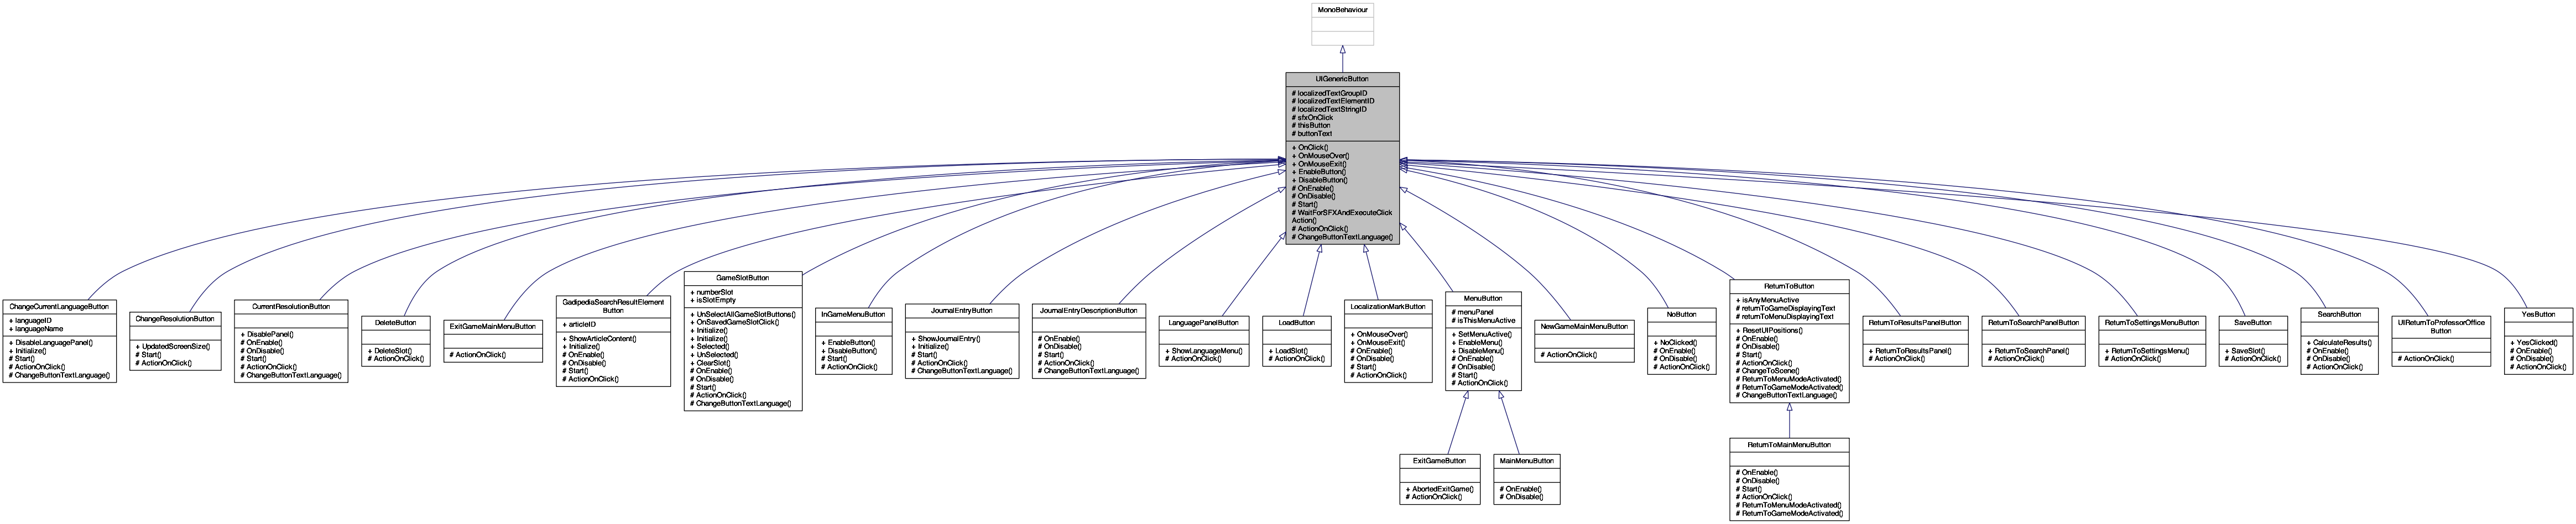 MonoBehaviour
UIGenericButton
# localizedTextGroupID
# localizedTextElementID
# localizedTextStringID
# sfxOnClick
# thisButton
# buttonText
+ OnClick()
+ OnMouseOver()
+ OnMouseExit()
+ EnableButton()
+ DisableButton()
# OnEnable()
# OnDisable()
# Start()
# WaitForSFXAndExecuteClick
Action()
# ActionOnClick()
# ChangeButtonTextLanguage()
ChangeCurrentLanguageButton
+ languageID
+ languageName
+ DisableLanguagePanel()
+ Initialize()
# Start()
# ActionOnClick()
# ChangeButtonTextLanguage()
ChangeResolutionButton
+ UpdatedScreenSize()
# Start()
# ActionOnClick()
CurrentResolutionButton
+ DisablePanel()
# OnEnable()
# OnDisable()
# Start()
# ActionOnClick()
# ChangeButtonTextLanguage()
DeleteButton
+ DeleteSlot()
# ActionOnClick()
ExitGameMainMenuButton
# ActionOnClick()
GadipediaSearchResultElement
Button
+ articleID
+ ShowArticleContent()
+ Initialize()
# OnEnable()
# OnDisable()
# Start()
# ActionOnClick()
GameSlotButton
+ numberSlot
+ isSlotEmpty
+ UnSelectAllGameSlotButtons()
+ OnSavedGameSlotClick()
+ Initialize()
+ Initialize()
+ Selected()
+ UnSelected()
+ ClearSlot()
# OnEnable()
# OnDisable()
# Start()
# ActionOnClick()
# ChangeButtonTextLanguage()
InGameMenuButton
+ EnableButton()
+ DisableButton()
# Start()
# ActionOnClick()
JournalEntryButton
+ ShowJournalEntry()
+ Initialize()
# Start()
# ActionOnClick()
# ChangeButtonTextLanguage()
JournalEntryDescriptionButton
# OnEnable()
# OnDisable()
# Start()
# ActionOnClick()
# ChangeButtonTextLanguage()
LanguagePanelButton
+ ShowLanguageMenu()
# ActionOnClick()
LoadButton
+ LoadSlot()
# ActionOnClick()
LocalizationMarkButton
+ OnMouseOver()
+ OnMouseExit()
# OnEnable()
# OnDisable()
# Start()
# ActionOnClick()
MenuButton
# menuPanel
# isThisMenuActive
+ SetMenuActive()
+ EnableMenu()
+ DisableMenu()
# OnEnable()
# OnDisable()
# Start()
# ActionOnClick()
NewGameMainMenuButton
# ActionOnClick()
NoButton
+ NoClicked()
# OnEnable()
# OnDisable()
# ActionOnClick()
ReturnToButton
+ isAnyMenuActive
# returnToGameDisplayingText
# returnToMenuDisplayingText
+ ResetUIPositions()
# OnEnable()
# OnDisable()
# Start()
# ActionOnClick()
# ChangeToScene()
# ReturnToMenuModeActivated()
# ReturnToGameModeActivated()
# ChangeButtonTextLanguage()
ReturnToResultsPanelButton
+ ReturnToResultsPanel()
# ActionOnClick()
ReturnToSearchPanelButton
+ ReturnToSearchPanel()
# ActionOnClick()
ReturnToSettingsMenuButton
+ ReturnToSettingsMenu()
# ActionOnClick()
SaveButton
+ SaveSlot()
# ActionOnClick()
SearchButton
+ CalculateResults()
# OnEnable()
# OnDisable()
# ActionOnClick()
UIReturnToProfessorOffice
Button
# ActionOnClick()
YesButton
+ YesClicked()
# OnEnable()
# OnDisable()
# ActionOnClick()
ExitGameButton
+ AbortedExitGame()
# ActionOnClick()
MainMenuButton
# OnEnable()
# OnDisable()
ReturnToMainMenuButton
# OnEnable()
# OnDisable()
# Start()
# ActionOnClick()
# ReturnToMenuModeActivated()
# ReturnToGameModeActivated()